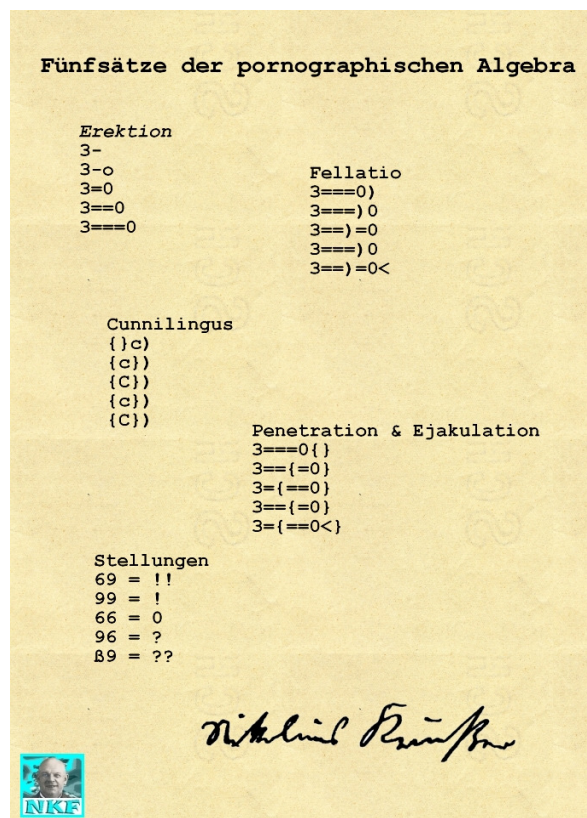 Fünfsätze der pornographischen Algebra
Erektion
3-
3-o
3=0
3==0
3===0
Fellatio
3===0)
3===)0
3==)=0
3===)0
3==)=0<
Cunnilingus
{}c)
{c})
{C})
{c})
{C})
Penetration & Ejakulation
3===0{}
3=={=0}
3={==0}
3=={=0}
3={==0<}
Stellungen
69 = !!
99 = !
66 = 0
96 = ?
ß9 = ??
NKF